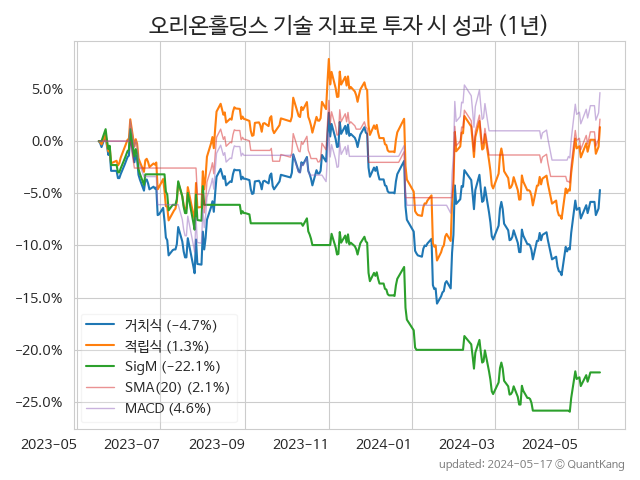 오리온홀딩스 기술 지표로 투자 시 성과 (1년)
5.0%
0.0%
−5.0%
−10.0%
−15.0%
−20.0%
−25.0%
거치식 (−4.7%)
적립식 (1.3%)
SigM (−22.1%)
SMA(20) (2.1%)
MACD (4.6%)
2023−05 2023−07 2023−09 2023−11 2024−01 2024−03 2024−05
updated: 2024−05−17 © QuantKang